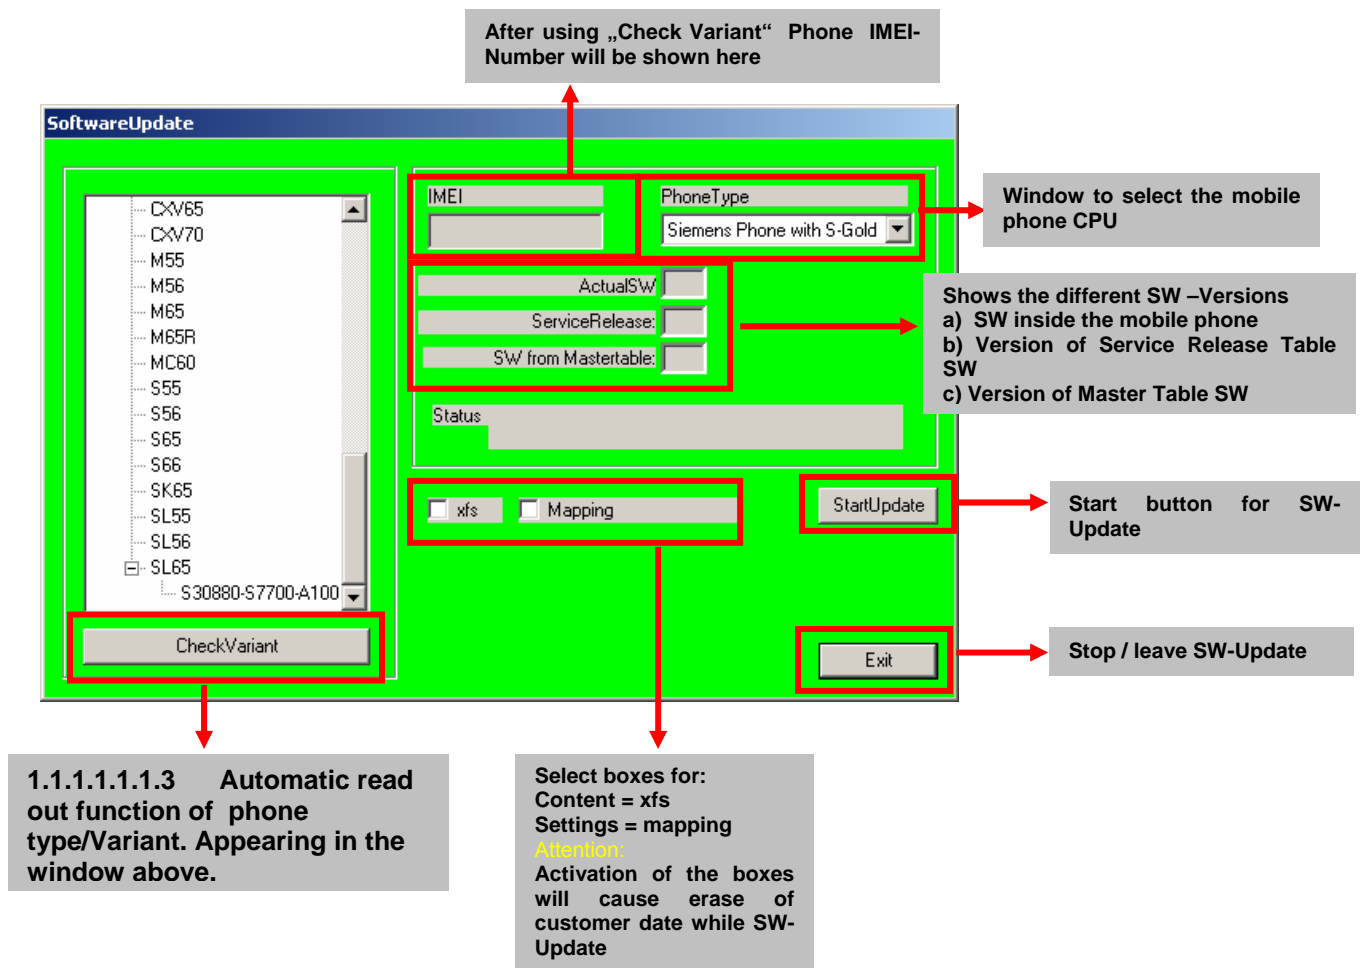 After using „Check Variant“ Phone IMEI-
Number will be shown here
SoftwareUpdate
CXV65
CXV70
M55
M56
M65
M65R
MC60
S55
S56
S65
S66
SK65
SL55
SL56
SL65
S30880-S7700-A100
CheckVariant
IMEI
PhoneType
Siemens Phone with S-Gold
ActualSW
ServiceRelease:
SW from Mastertable:
Status
xfs
Mapping
StartUpdate
Exit
Window to select the mobile
phone CPU
Shows the different SW –Versions
a) SW inside the mobile phone
b) Version of Service Release Table
SW
c) Version of Master Table SW
Start button for SW-
Update
Stop / leave SW-Update
1.1.1.1.1.1.3 Automatic read
out function of phone
type/Variant. Appearing in the
window above.
Select boxes for:
Content = xfs
Settings = mapping
Attention:
Activation of the boxes
will cause erase of
customer date while SW-
Update